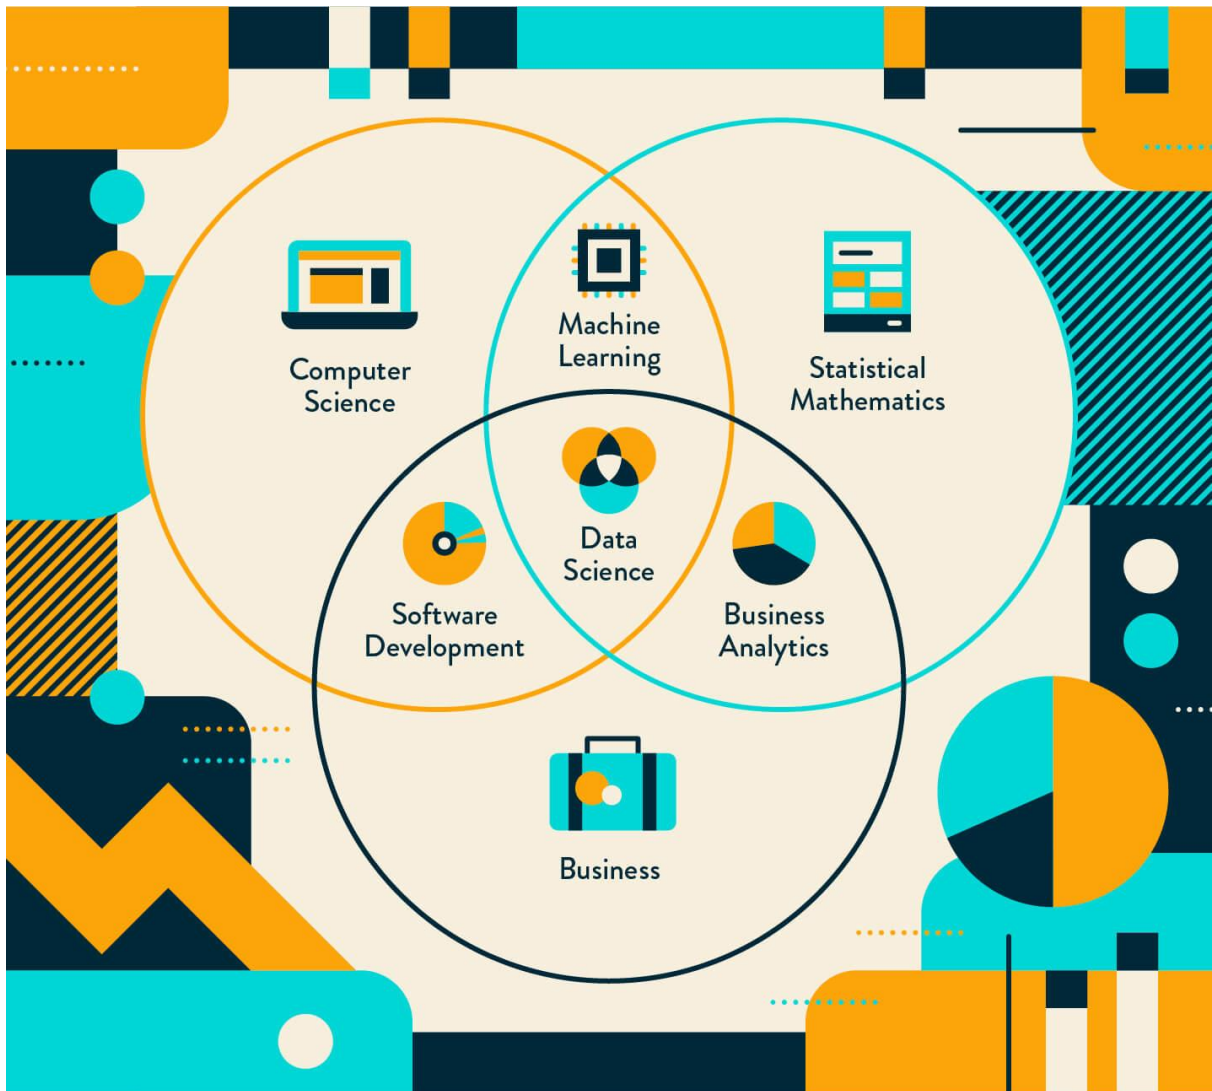 Machine
Learning
Computer
Science
Statistical
Mathematics
Data
Science
Software
Development
Business
Analytics
Business